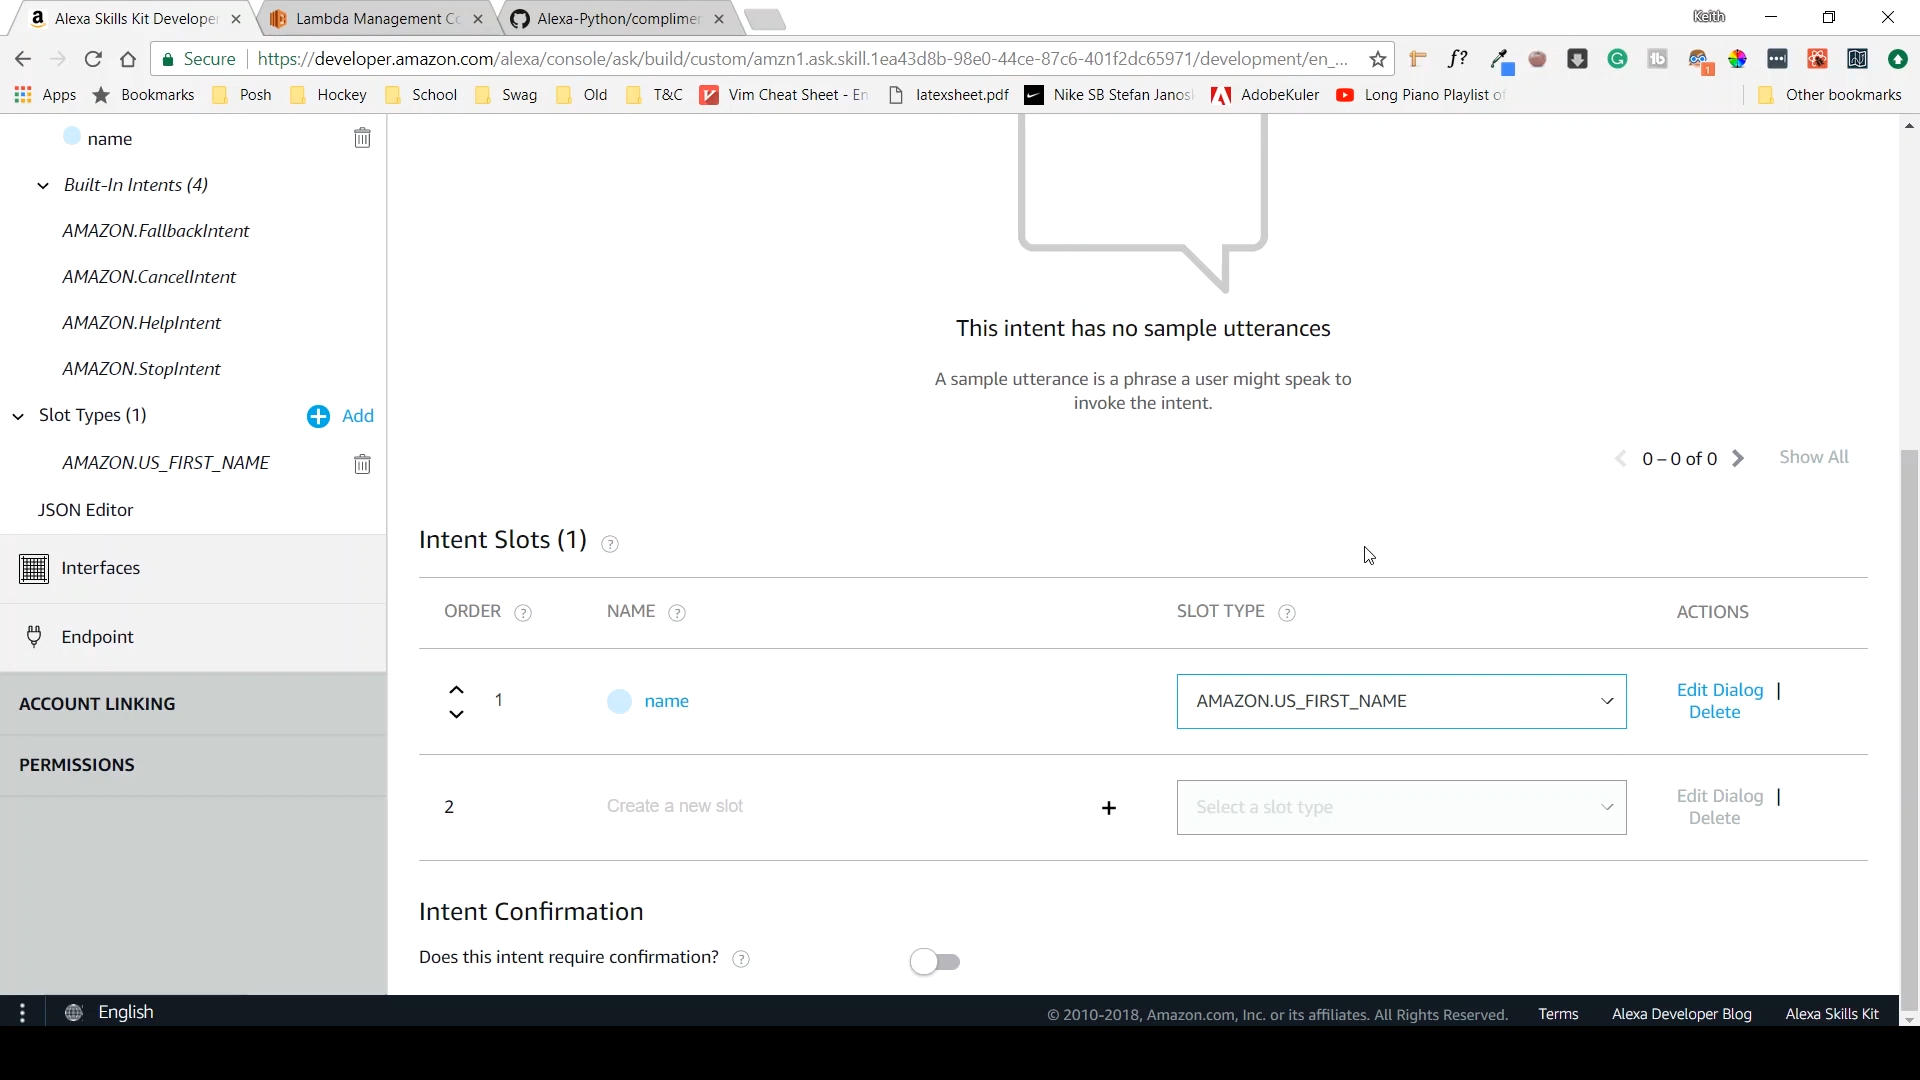 Alexa Skills Kit Developer
Lambda Management Co
Alexa-Python/complimen
Keith
Secure
https://developer.amazon.com/alexa/console/ask/build/custom/amzn1.ask.skill.1ea43d8b-98e0-44ce-87c6-401f2dc65971/development/en_...
f?
1
Apps
Bookmarks
Posh
Hockey
School
Swag
Old
T&C
Vim Cheat Sheet - En
latexsheet.pdf
Nike SB Stefan Janosk
AdobeKuler
Long Piano Playlist of
Other bookmarks
name
Built-In Intents (4)
AMAZON.FallbackIntent
AMAZON.CancelIntent
AMAZON.HelpIntent
AMAZON.StopIntent
Slot Types (1)
Add
AMAZON.US_FIRST_NAME
JSON Editor
Interfaces
Endpoint
ACCOUNT LINKING
PERMISSIONS
This intent has no sample utterances
A sample utterance is a phrase a user might speak to
invoke the intent.
0 – 0 of 0
Show All
Intent Slots (1) ?
ORDER ?
NAME ?
SLOT TYPE ?
ACTIONS
1
name
AMAZON.US_FIRST_NAME
Edit Dialog |
Delete
2
Create a new slot
+
Select a slot type
Edit Dialog |
Delete
Intent Confirmation
Does this intent require confirmation? ?
English
© 2010-2018, Amazon.com, Inc. or its affiliates. All Rights Reserved.
Terms
Alexa Developer Blog
Alexa Skills Kit